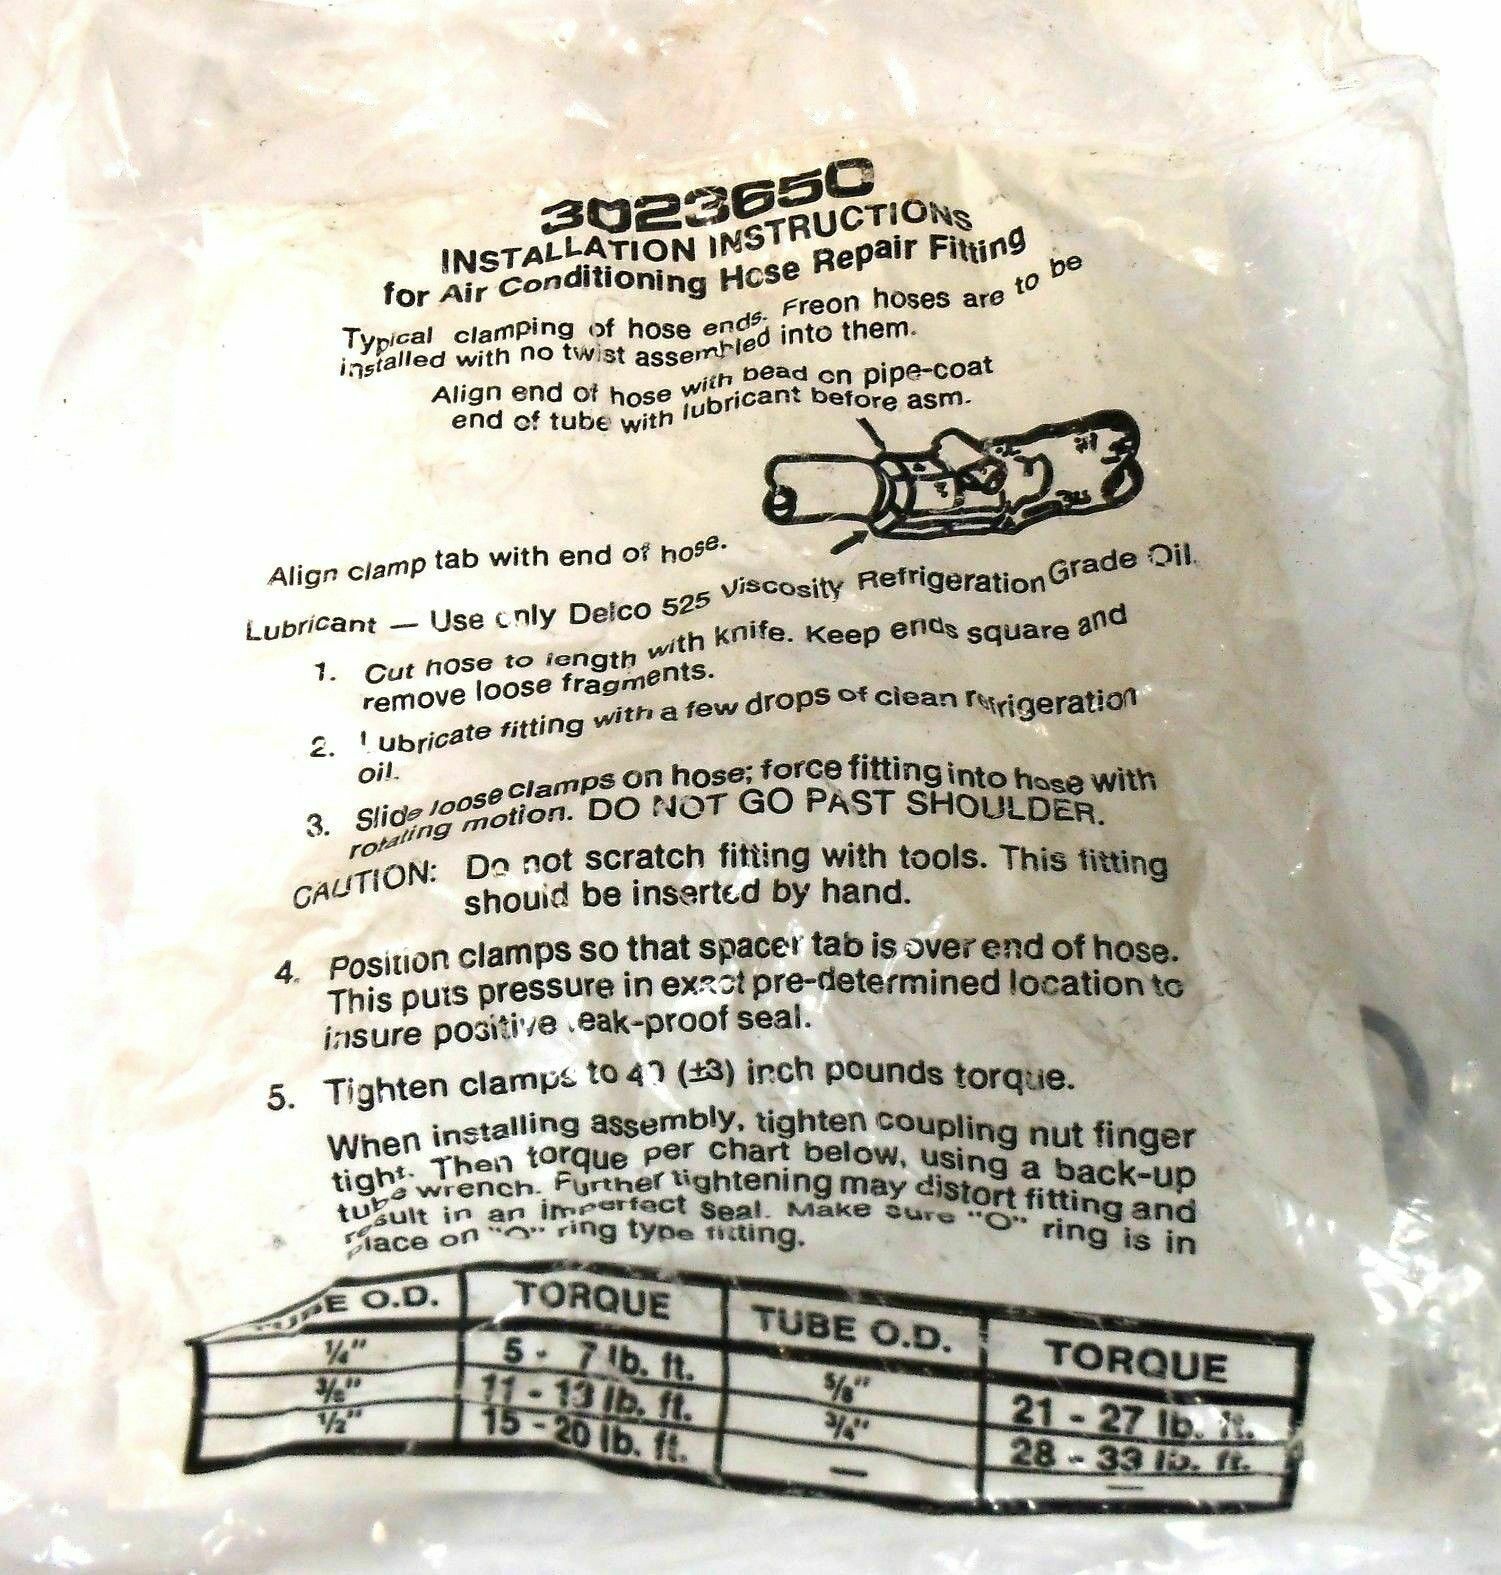 3023650
INSTALLATION INSTRUCTIONS
for Air Conditioning Hose Repair Fitting
Typical clamping of hose ends. Freon hoses are to be
installed with no twist assembled into them.
Align end of hose with bead on pipe-coat
end of tube with lubricant before asm.
Align clamp tab with end of hose.
Lubricant — Use only Delco 525 Viscosity Refrigeration Grade Oil.
1. Cut hose to length with knife. Keep ends square and
remove loose fragments.
2. Lubricate fitting with a few drops of clean refrigeration
oil.
3. Slide loose clamps on hose; force fitting into hose with
rotating motion. DO NOT GO PAST SHOULDER.
CAUTION: Do not scratch fitting with tools. This fitting
should be inserted by hand.
4. Position clamps so that spacer tab is over end of hose.
This puts pressure in exact pre-determined location to
insure positive leak-proof seal.
5. Tighten clamps to 40 (±3) inch pounds torque.
When installing assembly, tighten coupling nut finger
tight. Then torque per chart below, using a back-up
tube wrench. Further tightening may distort fitting and
result in an imperfect seal. Make sure "O" ring is in
place on "O" ring type fitting.
TUBE O.D. TORQUE TUBE O.D. TORQUE
1/4" 5 - 7 lb. ft. 5/8" 21 - 27 lb. ft.
3/8" 11 - 13 lb. ft. 3/4" 28 - 33 lb. ft.
1/2" 15 - 20 lb. ft. — —